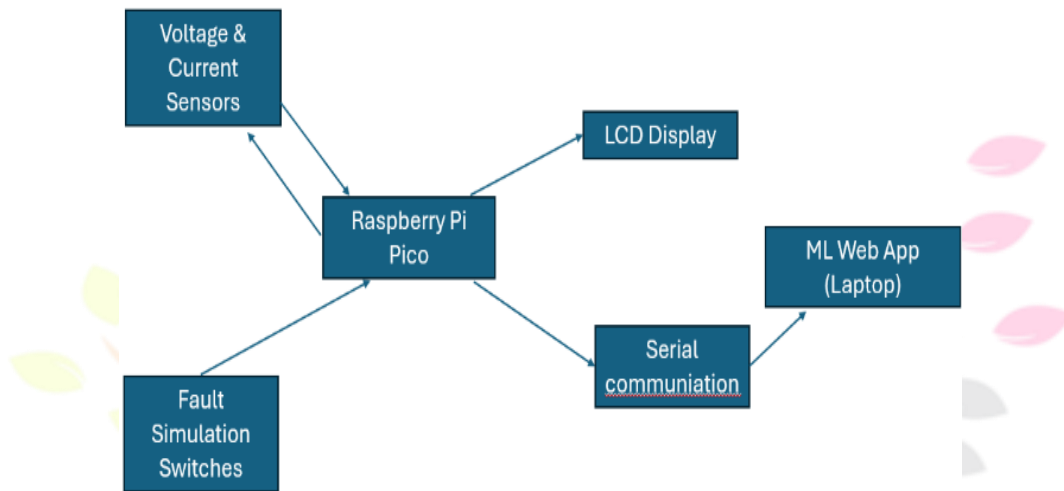 Voltage &
Current
Sensors
LCD Display
Raspberry Pi
Pico
ML Web App
(Laptop)
Serial
communiation
Fault
Simulation
Switches